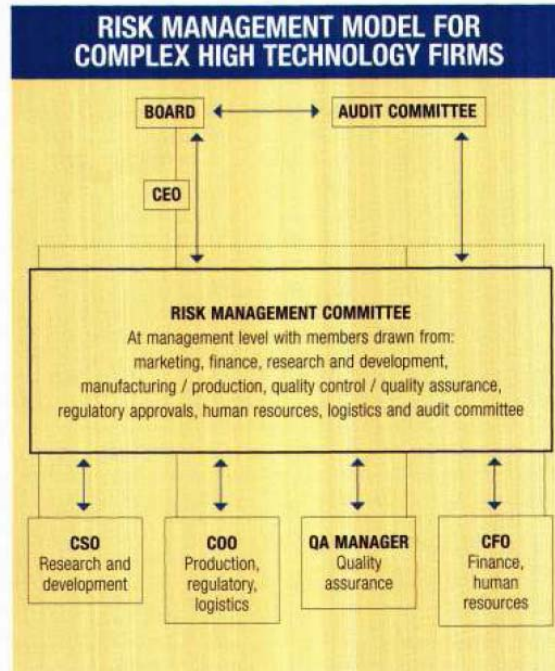 RISK MANAGEMENT MODEL FOR
COMPLEX HIGH TECHNOLOGY FIRMS
BOARD
AUDIT COMMITTEE
CEO
RISK MANAGEMENT COMMITTEE
At management level with members drawn from:
marketing, finance, research and development,
manufacturing / production, quality control / quality assurance,
regulatory approvals, human resources, logistics and audit committee
CSO
Research and
development
COO
Production,
regulatory,
logistics
QA MANAGER
Quality
assurance
CFO
Finance,
human
resources